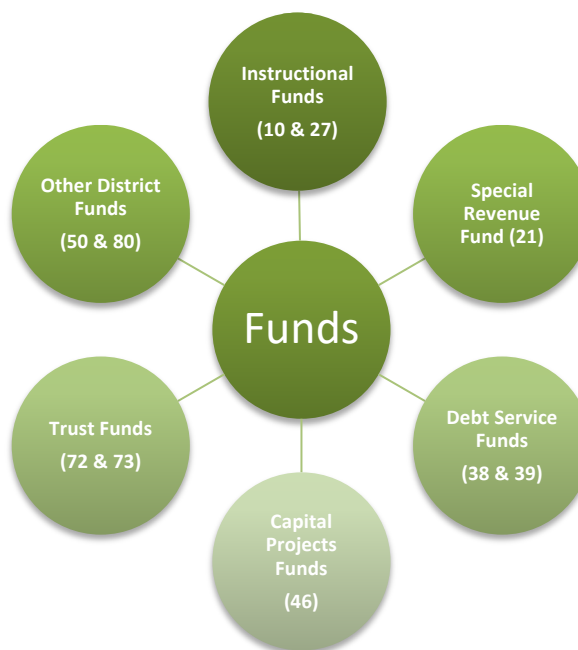 Instructional
Funds
(10 & 27)
Special
Revenue
Fund (21)
Debt Service
Funds
(38 & 39)
Capital
Projects
Funds
(46)
Trust Funds
(72 & 73)
Other District
Funds
(50 & 80)
Funds